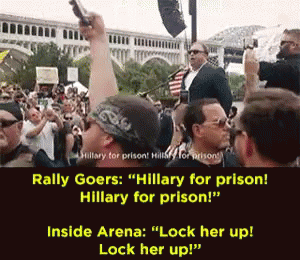 Hillary for prison! Hillary for prison!
Rally Goers: “Hillary for prison!
Hillary for prison!”
Inside Arena: “Lock her up!
Lock her up!”